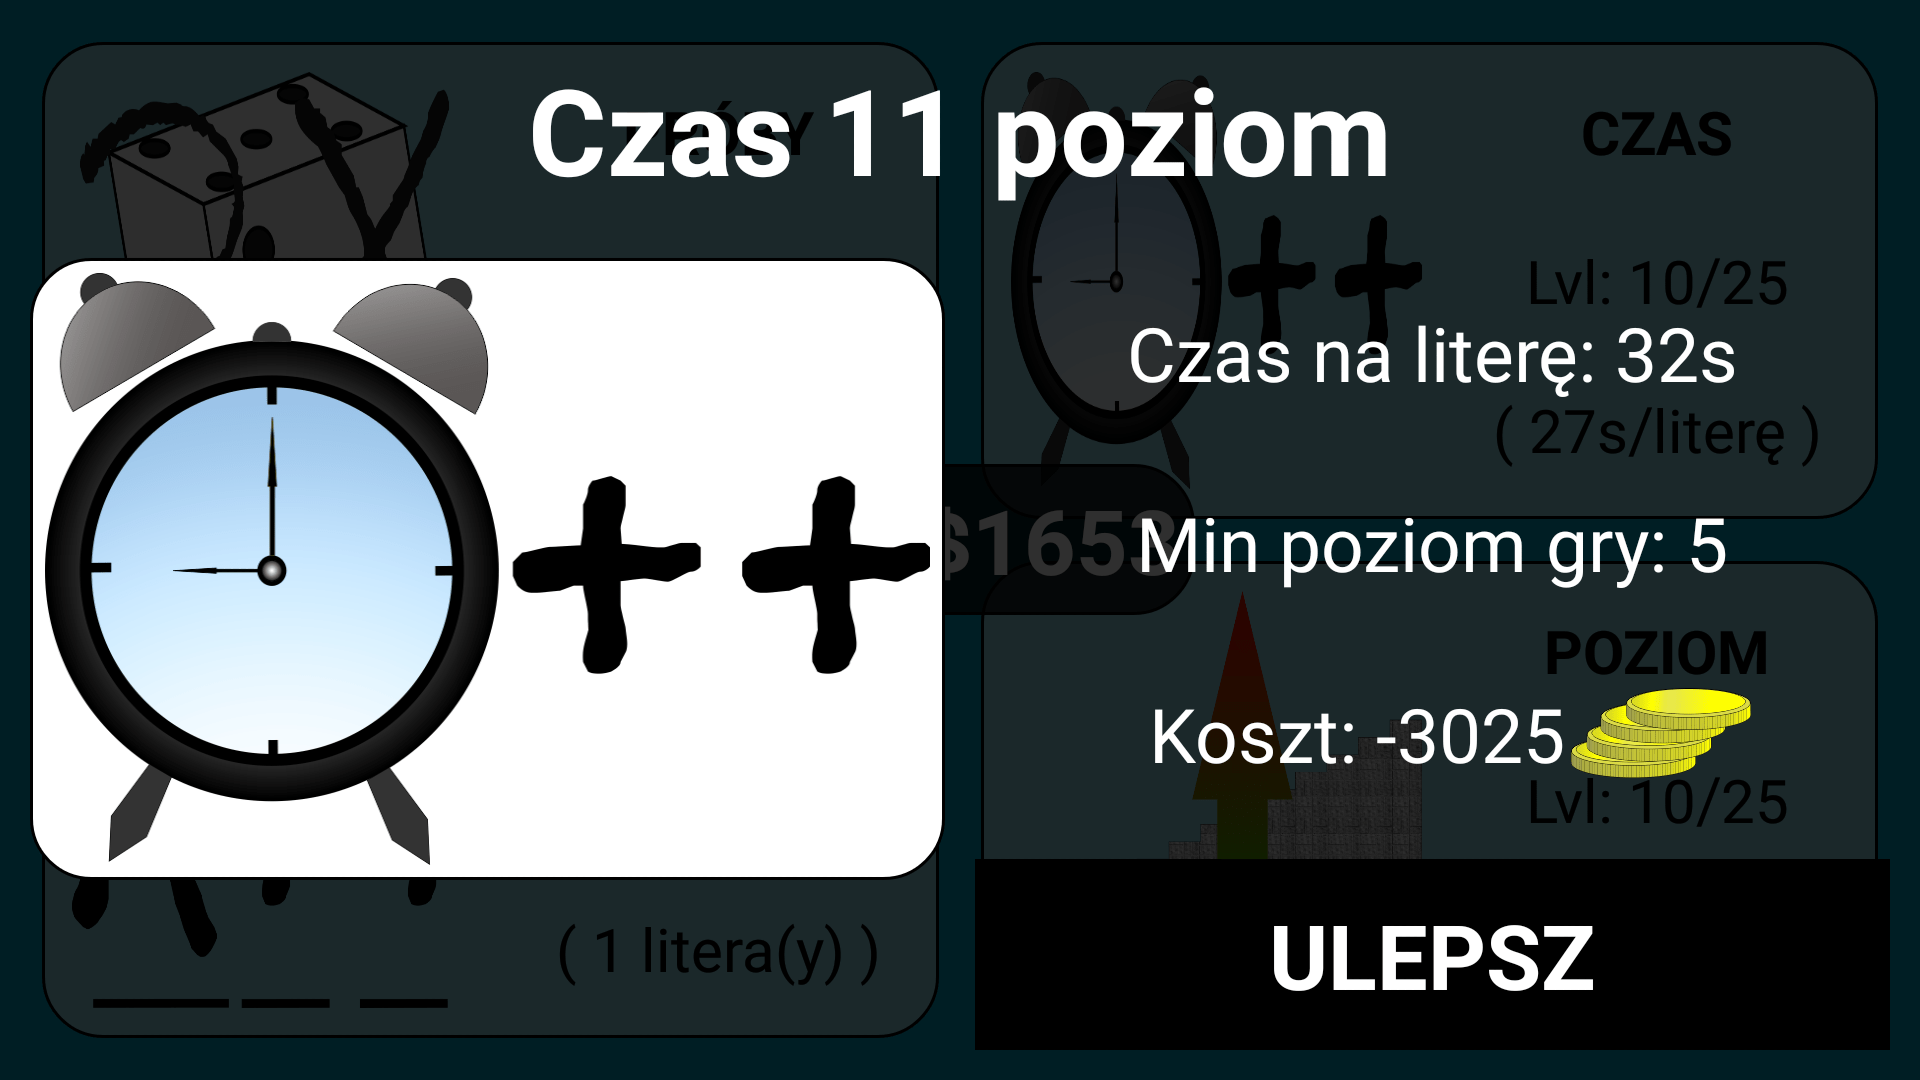 Czas 11 poziom
CZAS
Lvl: 10/25
Czas na literę: 32s
( 27s/literę )
$1653
Min poziom gry: 5
POZIOM
Koszt: -3025
Lvl: 10/25
( 1 litera(y) )
ULEPSZ